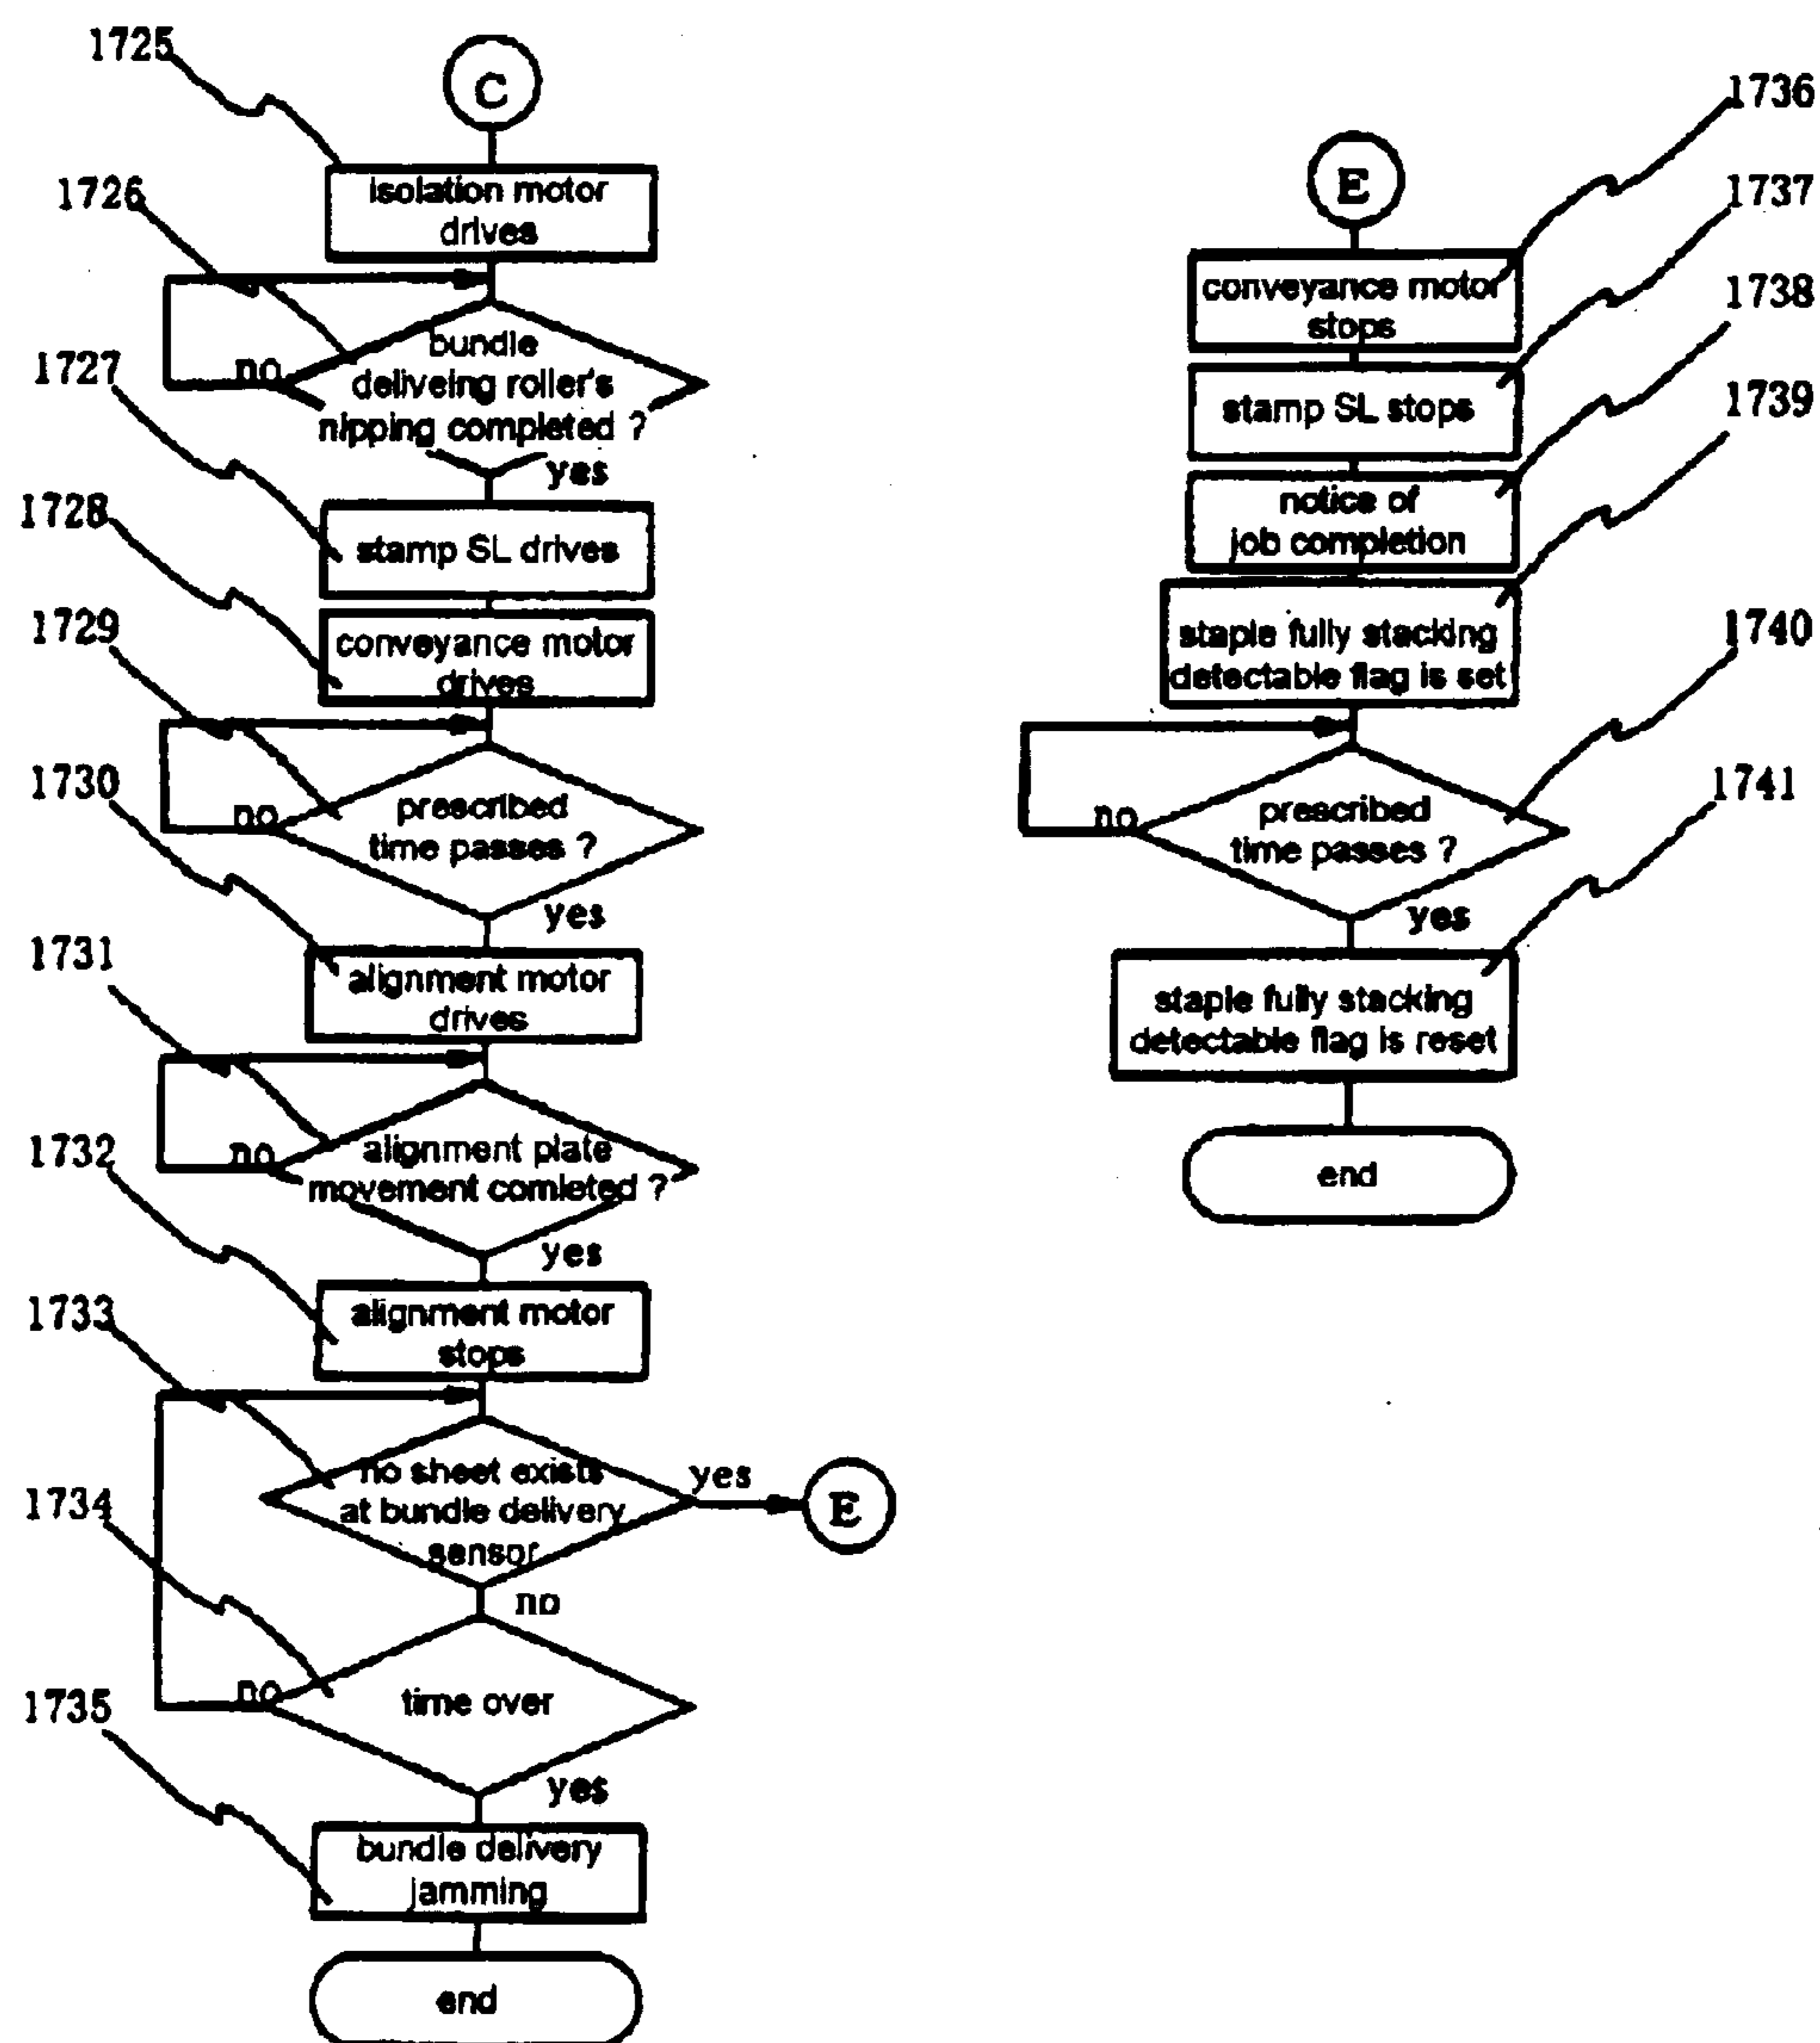 1725
C
isolation motor
drives
1726
bundle
deliveing roller's
nipping completed ?
no
yes
1727
stamp SL drives
1728
conveyance motor
drives
1729
prescribed
time passes ?
no
yes
1730
alignment motor
drives
1731
alignment plate
movement comleted ?
no
yes
1732
alignment motor
stops
1733
no sheet exists
at bundle delivery
sensor
yes
E
no
1734
time over
no
yes
1735
bundle delivery
jamming
end
E
1736
conveyance motor
stops
1737
stamp SL stops
1738
notice of
job completion
1739
staple fully stacking
detectable flag is set
1740
prescribed
time passes ?
no
yes
1741
staple fully stacking
detectable flag is reset
end